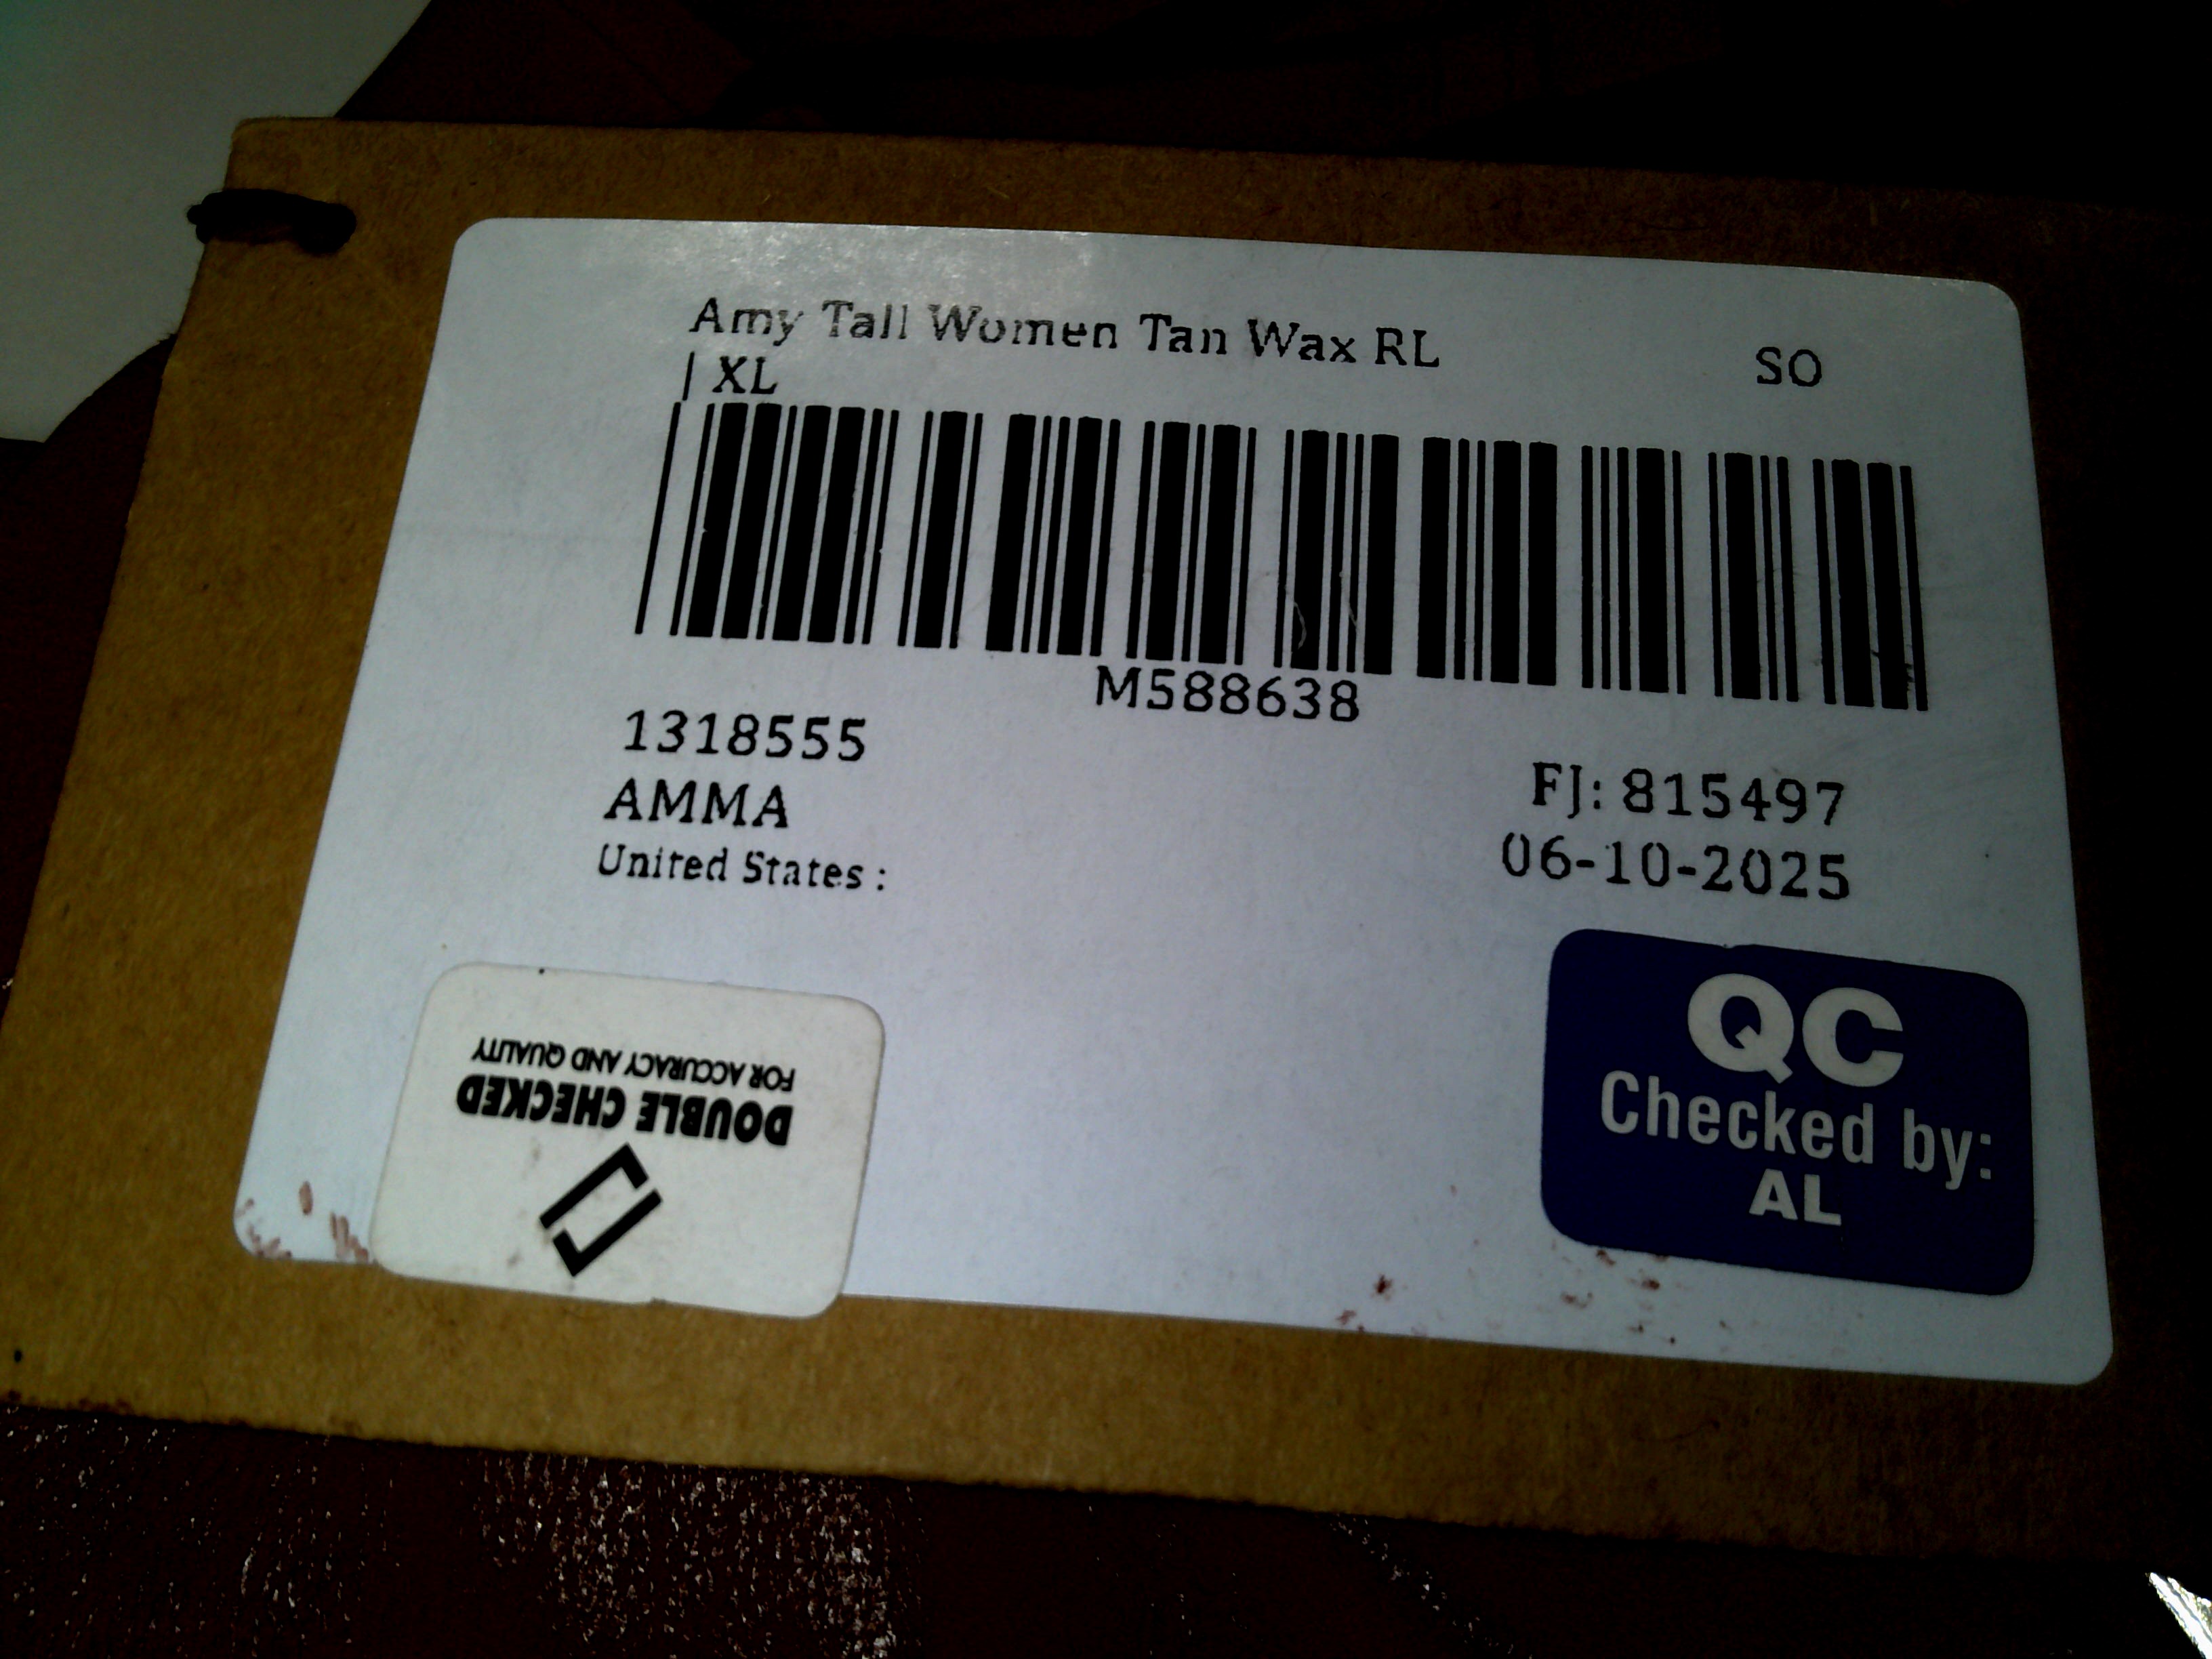 Amy Tall Women Tan Wax RL
| XL
SO
M588638
1318555
AMMA
United States :
FJ: 815497
06-10-2025
DOUBLE CHECKED
FOR ACCURACY AND QUALITY
QC
Checked by:
AL